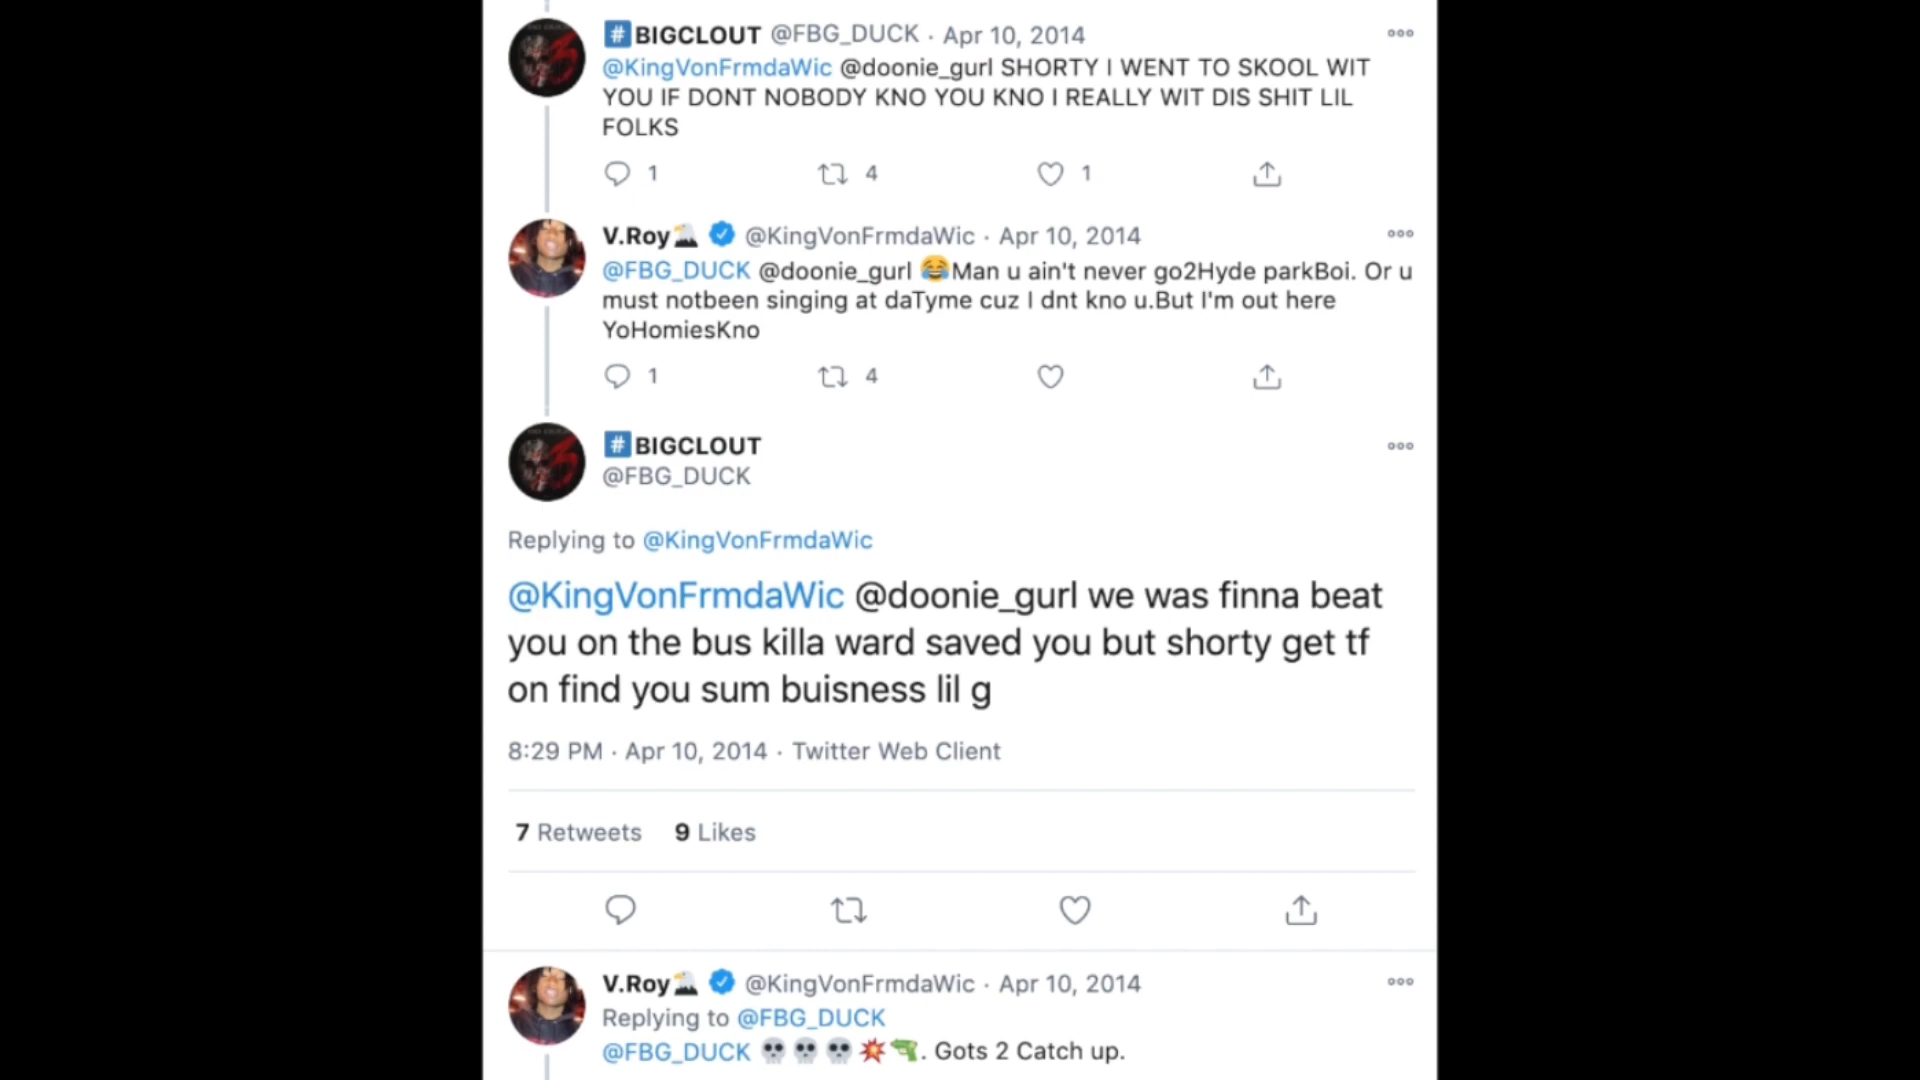 #BIGCLOUT @FBG_DUCK · Apr 10, 2014
@KingVonFrmdaWic @doonie_gurl SHORTY I WENT TO SKOOL WIT
YOU IF DONT NOBODY KNO YOU KNO I REALLY WIT DIS SHIT LIL
FOLKS
1 4 1
V.Roy @KingVonFrmdaWic · Apr 10, 2014
@FBG_DUCK @doonie_gurl 😂Man u ain't never go2Hyde parkBoi. Or u
must notbeen singing at daTyme cuz I dnt kno u.But I'm out here
YoHomiesKno
1 4
#BIGCLOUT
@FBG_DUCK
Replying to @KingVonFrmdaWic
@KingVonFrmdaWic @doonie_gurl we was finna beat
you on the bus killa ward saved you but shorty get tf
on find you sum buisness lil g
8:29 PM · Apr 10, 2014 · Twitter Web Client
7 Retweets 9 Likes
V.Roy @KingVonFrmdaWic · Apr 10, 2014
Replying to @FBG_DUCK
@FBG_DUCK 💀💀💀💥🔫. Gots 2 Catch up.